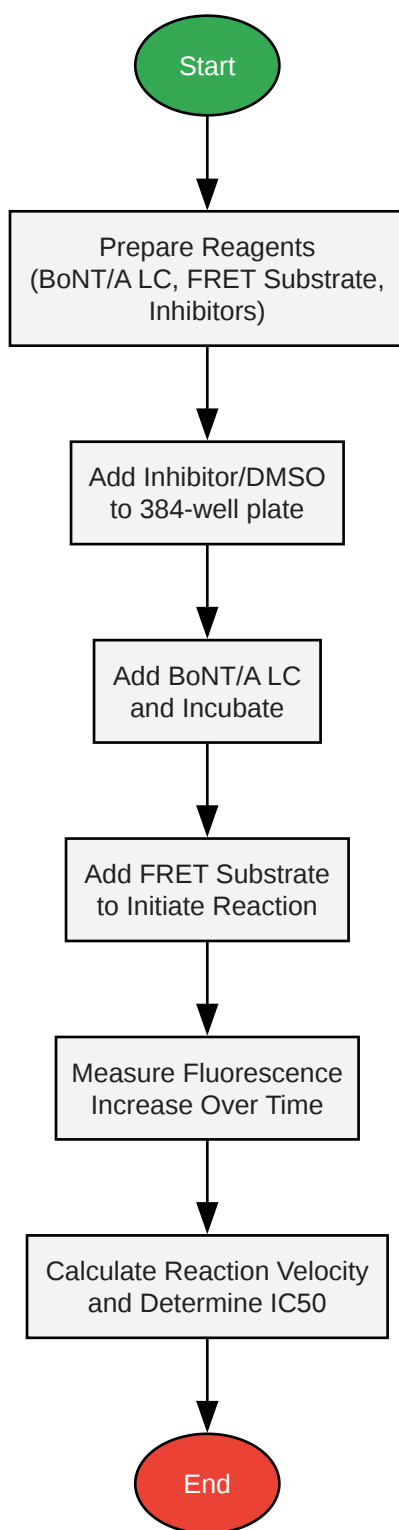 Start
Prepare Reagents
(BoNT/A LC, FRET Substrate,
Inhibitors)
Add Inhibitor/DMSO
to 384-well plate
Add BoNT/A LC
and Incubate
Add FRET Substrate
to Initiate Reaction
Measure Fluorescence
Increase Over Time
Calculate Reaction Velocity
and Determine IC50
End